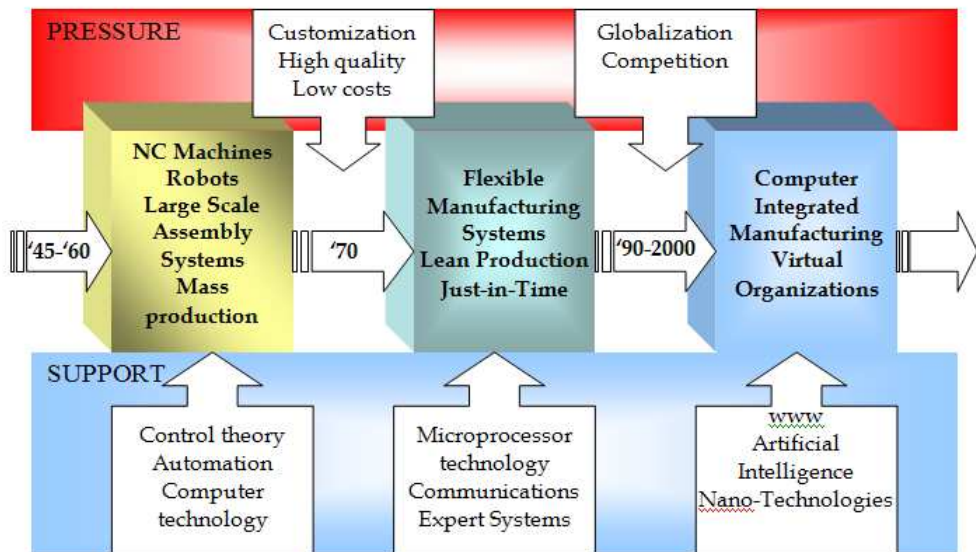 PRESSURE
Customization
High quality
Low costs
Globalization
Competition
NC Machines
Robots
Large Scale
Assembly
Systems
Mass
production
Flexible
Manufacturing
Systems
Lean Production
Just-in-Time
Computer
Integrated
Manufacturing
Virtual
Organizations
‘45-‘60
‘70
‘90-2000
SUPPORT
Control theory
Automation
Computer
technology
Microprocessor
technology
Communications
Expert Systems
www
Artificial
Intelligence
Nano-Technologies